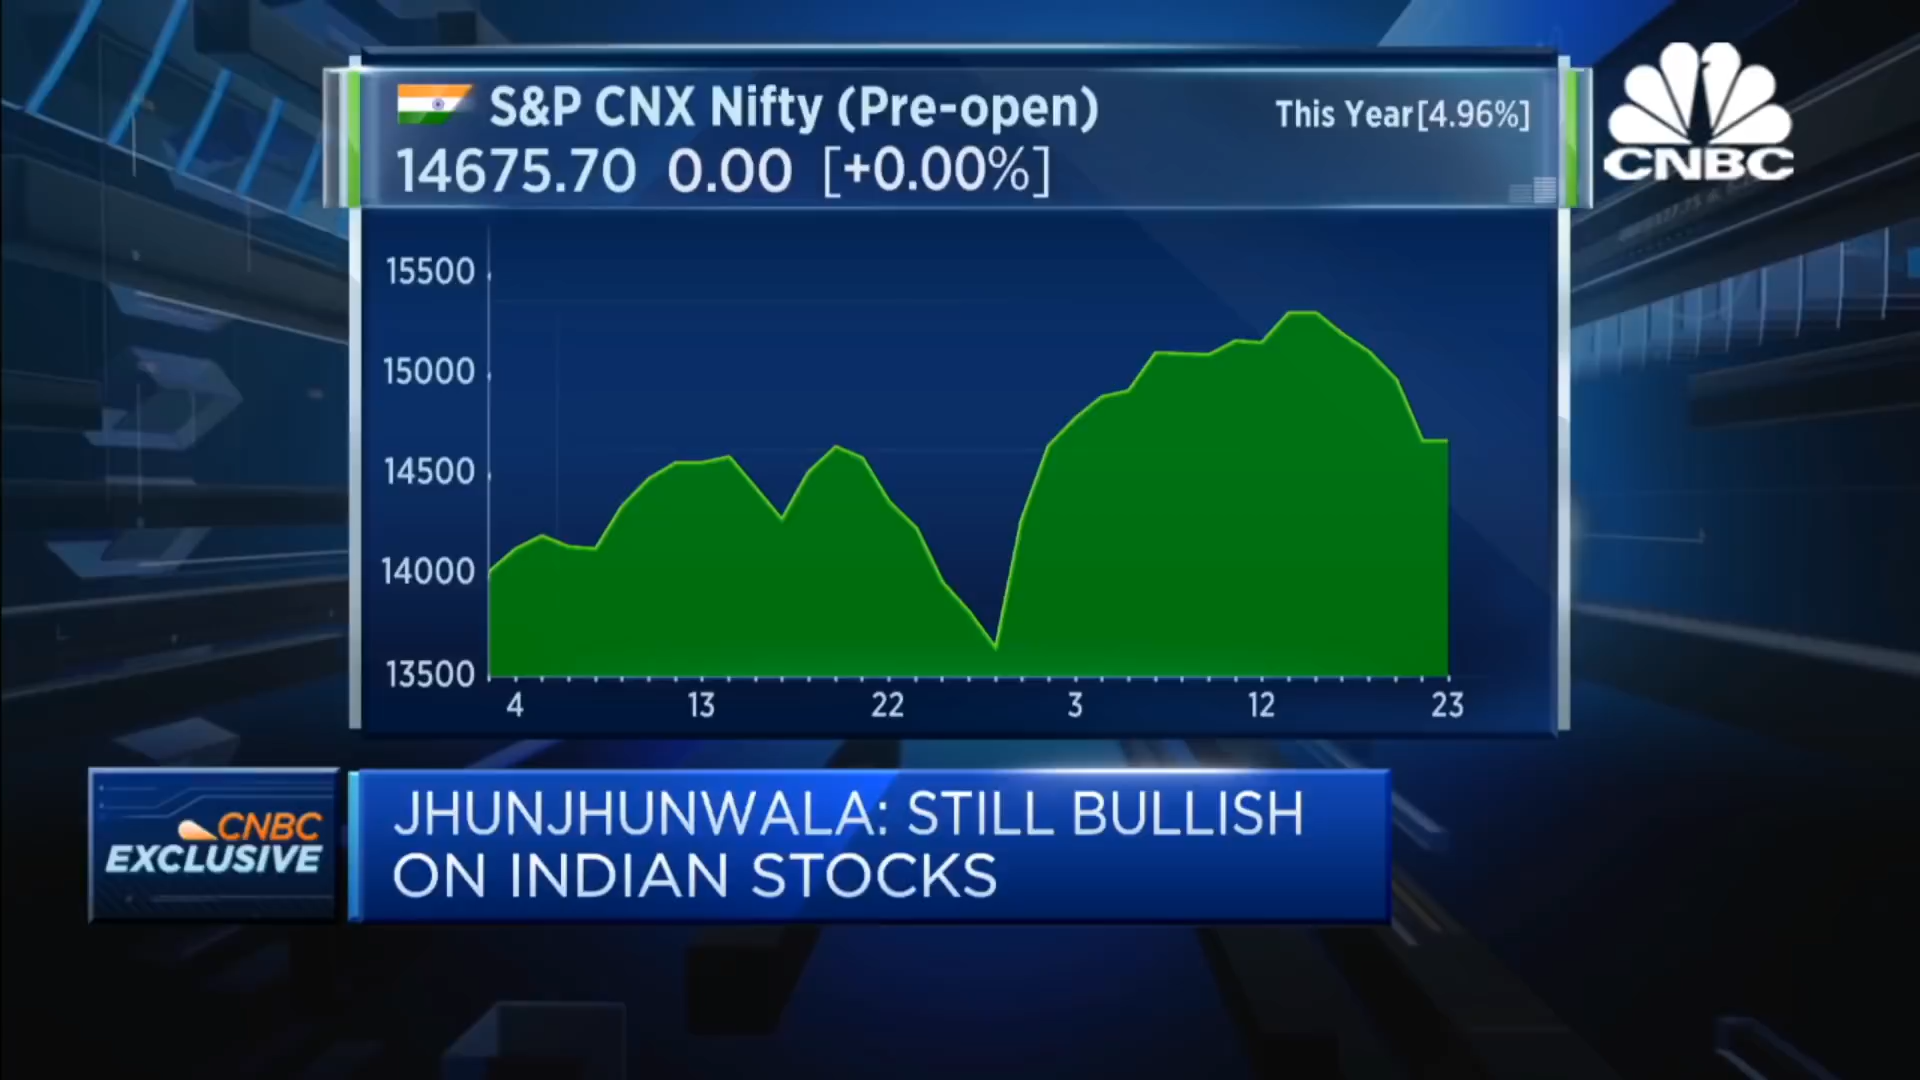 S&P CNX Nifty (Pre-open)
This Year[4.96%]
14675.70 0.00 [+0.00%]
CNBC
15500
15000
14500
14000
13500
4 13 22 3 12 23
CNBC
EXCLUSIVE
JHUNJHUNWALA: STILL BULLISH
ON INDIAN STOCKS